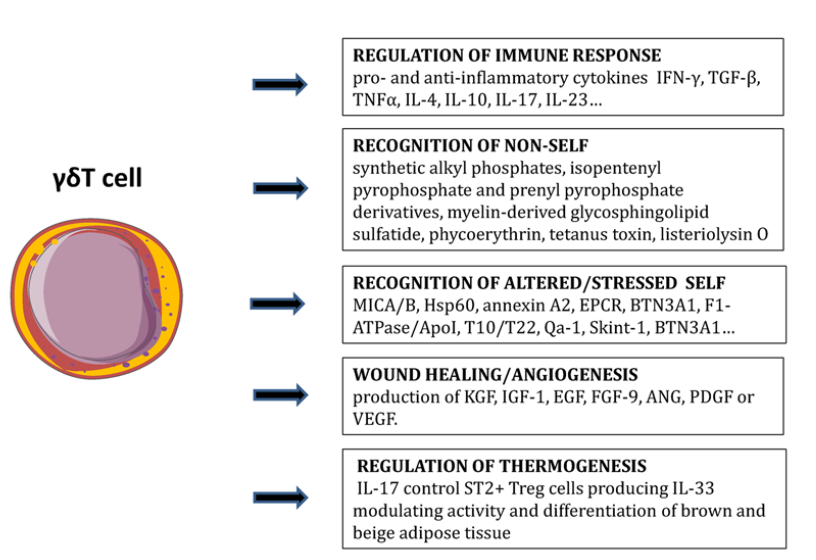 γδT cell
REGULATION OF IMMUNE RESPONSE
pro- and anti-inflammatory cytokines IFN-γ, TGF-β,
TNFα, IL-4, IL-10, IL-17, IL-23…
RECOGNITION OF NON-SELF
synthetic alkyl phosphates, isopentenyl
pyrophosphate and prenyl pyrophosphate
derivatives, myelin-derived glycosphingolipid
sulfatide, phycoerythrin, tetanus toxin, listeriolysin O
RECOGNITION OF ALTERED/STRESSED SELF
MICA/B, Hsp60, annexin A2, EPCR, BTN3A1, F1-
ATPase/ApoI, T10/T22, Qa-1, Skint-1, BTN3A1…
WOUND HEALING/ANGIOGENESIS
production of KGF, IGF-1, EGF, FGF-9, ANG, PDGF or
VEGF.
REGULATION OF THERMOGENESIS
IL-17 control ST2+ Treg cells producing IL-33
modulating activity and differentiation of brown and
beige adipose tissue